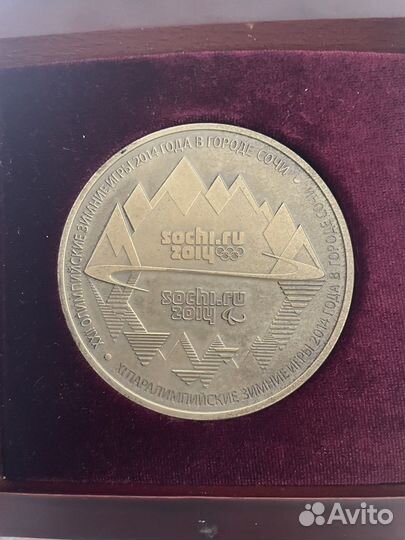 XXII ОЛИМПИЙСКИЕ ЗИМНИЕ ИГРЫ 2014 ГОДА В ГОРОДЕ СОЧИ
sochi.ru
2014
sochi.ru
2014
XI ПАРАЛИМПИЙСКИЕ ЗИМНИЕ ИГРЫ 2014 ГОДА В ГОРОДЕ СОЧИ
Avito